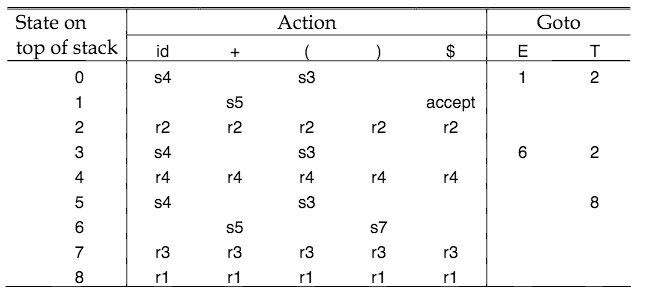 State on Action Goto
top of stack id + ( ) $ E T
0 s4 s3 1 2
1 s5 accept
2 r2 r2 r2 r2 r2
3 s4 s3 6 2
4 r4 r4 r4 r4 r4
5 s4 s3 8
6 s5 s7
7 r3 r3 r3 r3 r3
8 r1 r1 r1 r1 r1